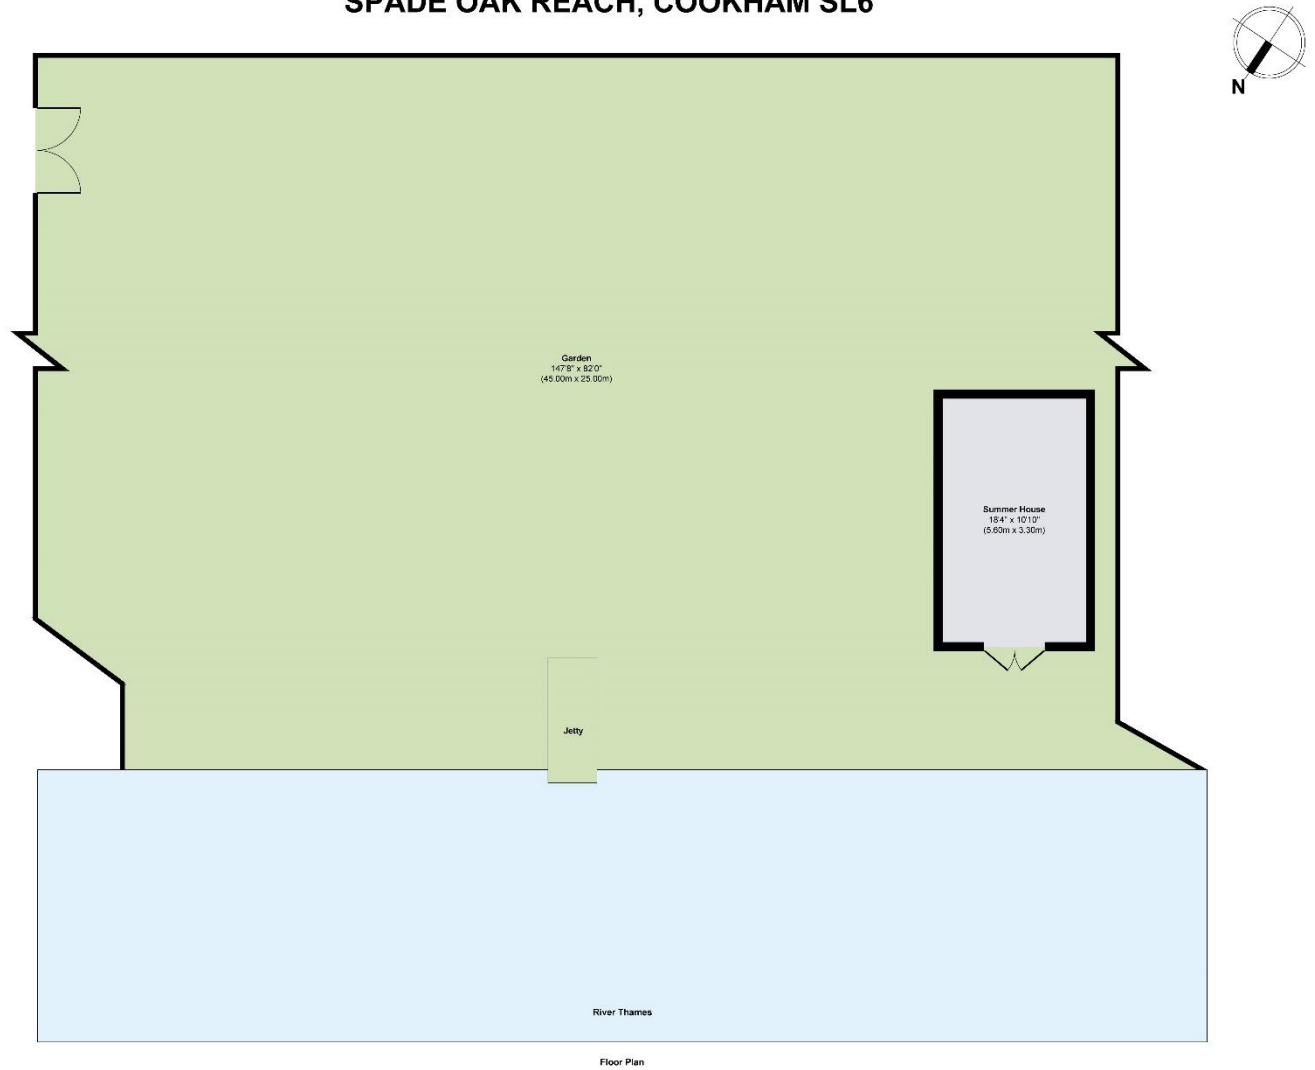 SPADE OAK REACH, COOKHAM SL6
N
Garden
147'8" x 82'0"
(45.00m x 25.00m)
Summer House
18'4" x 10'10"
(5.60m x 3.30m)
Jetty
River Thames
Floor Plan